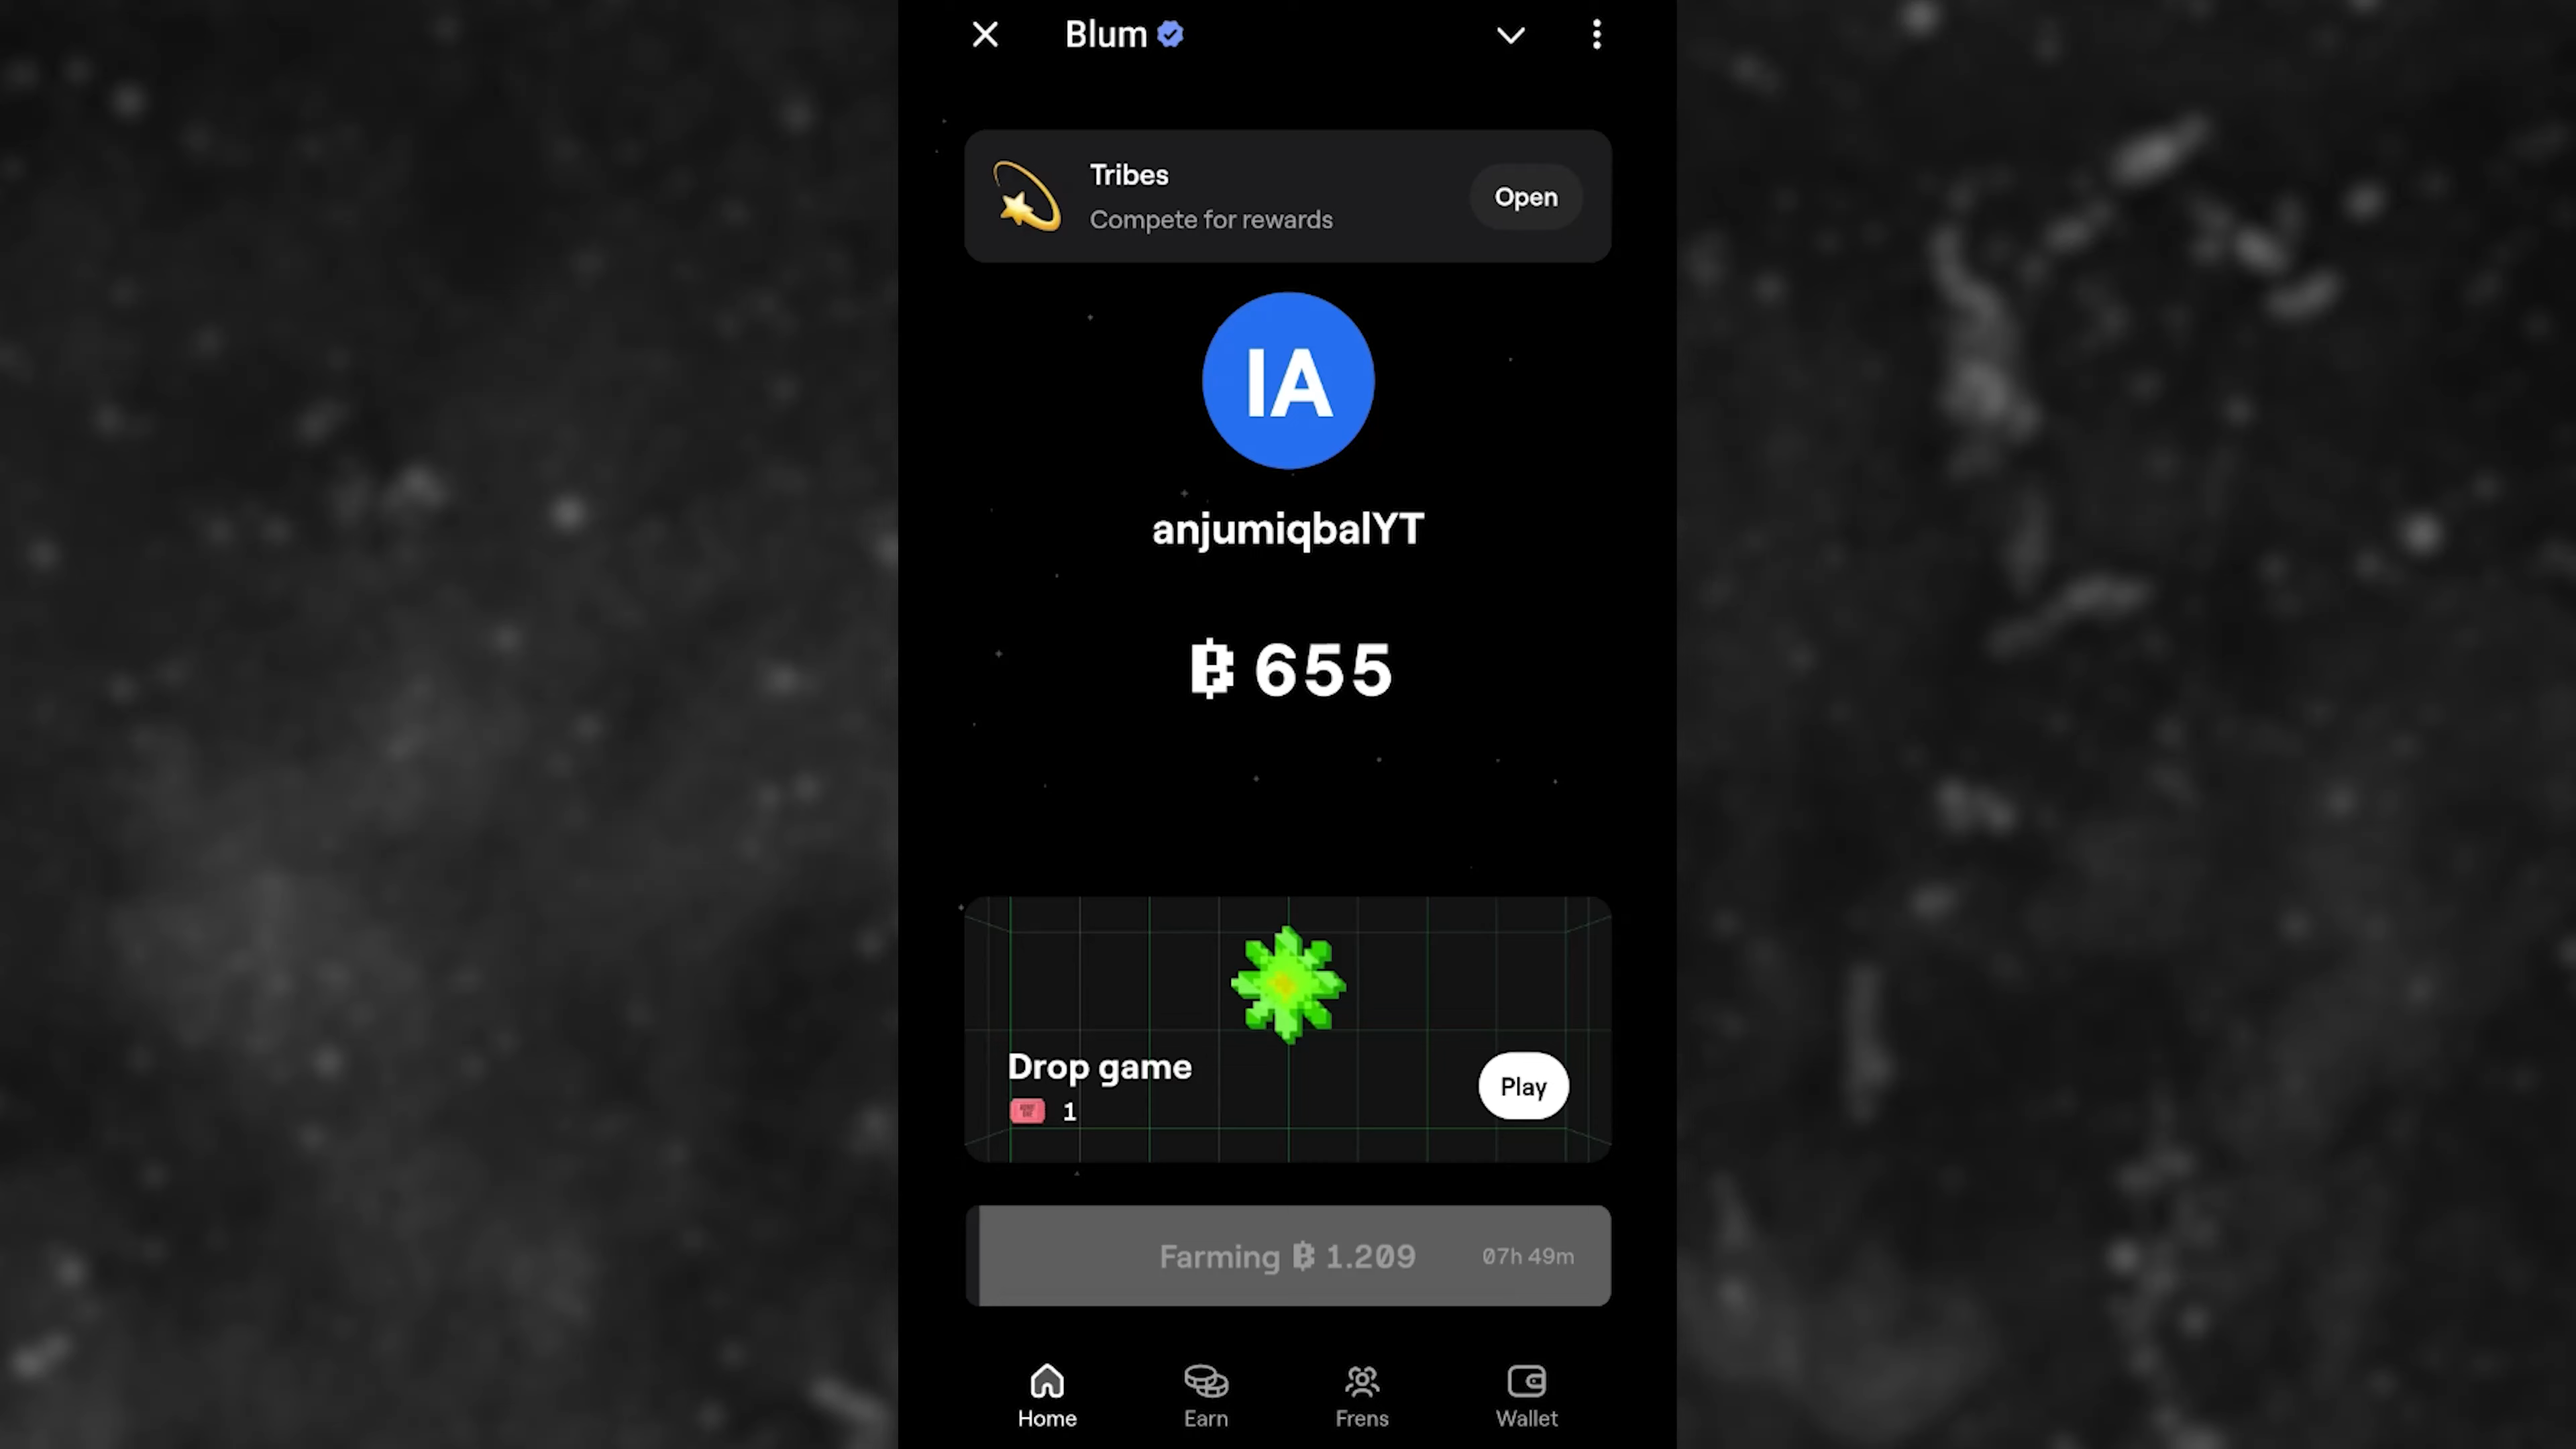 Blum
Tribes
Compete for rewards
Open
IA
anjumiqbalYT
655
Drop game
1
Play
Farming 1.209
07h 49m
Home
Earn
Frens
Wallet